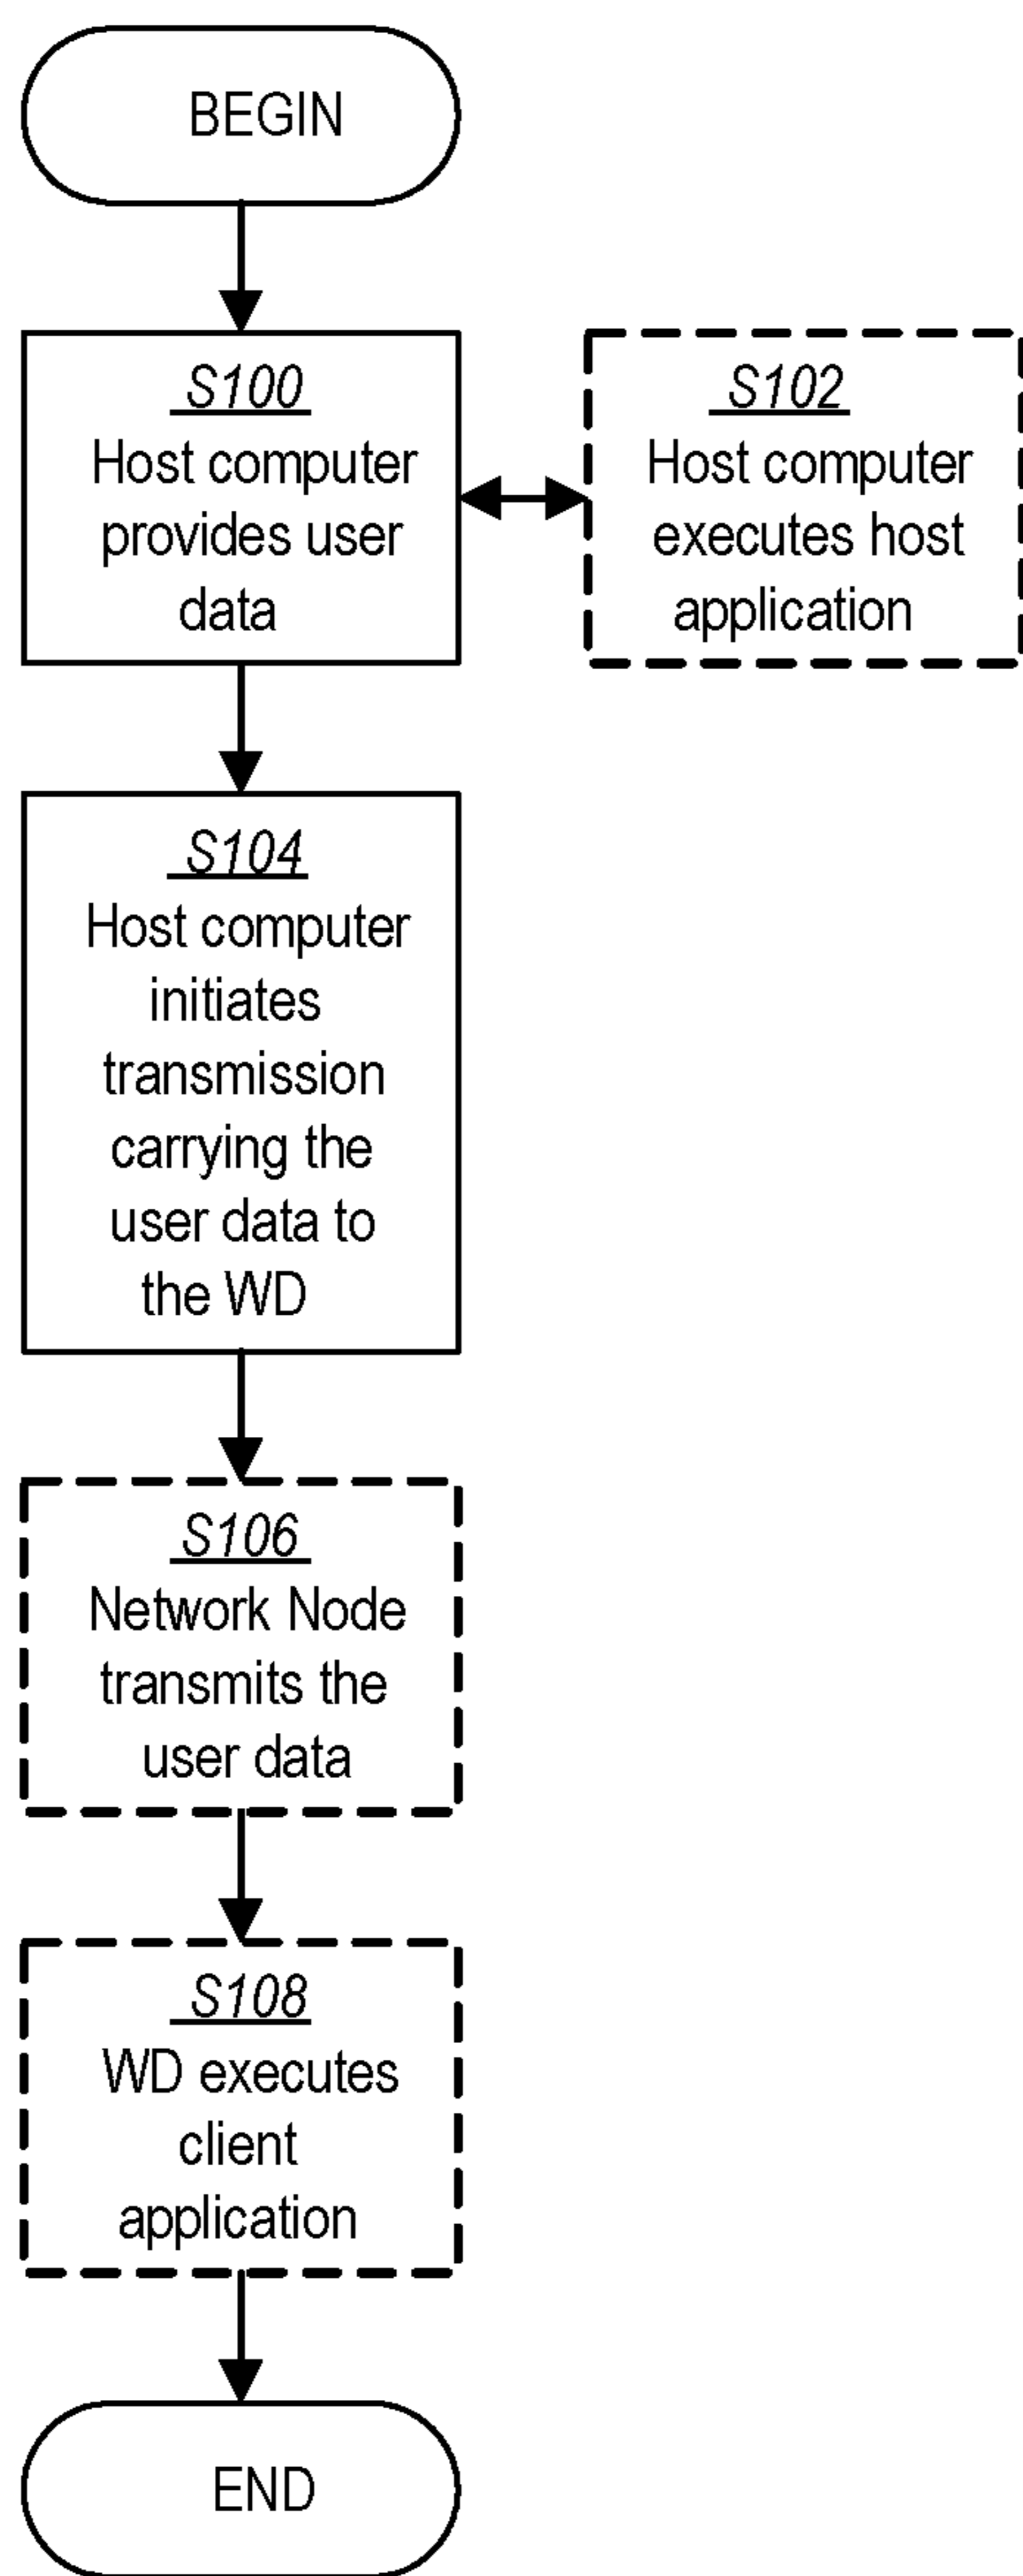 BEGIN
S100
Host computer
provides user
data
S102
Host computer
executes host
application
S104
Host computer
initiates
transmission
carrying the
user data to
the WD
S106
Network Node
transmits the
user data
S108
WD executes
client
application
END